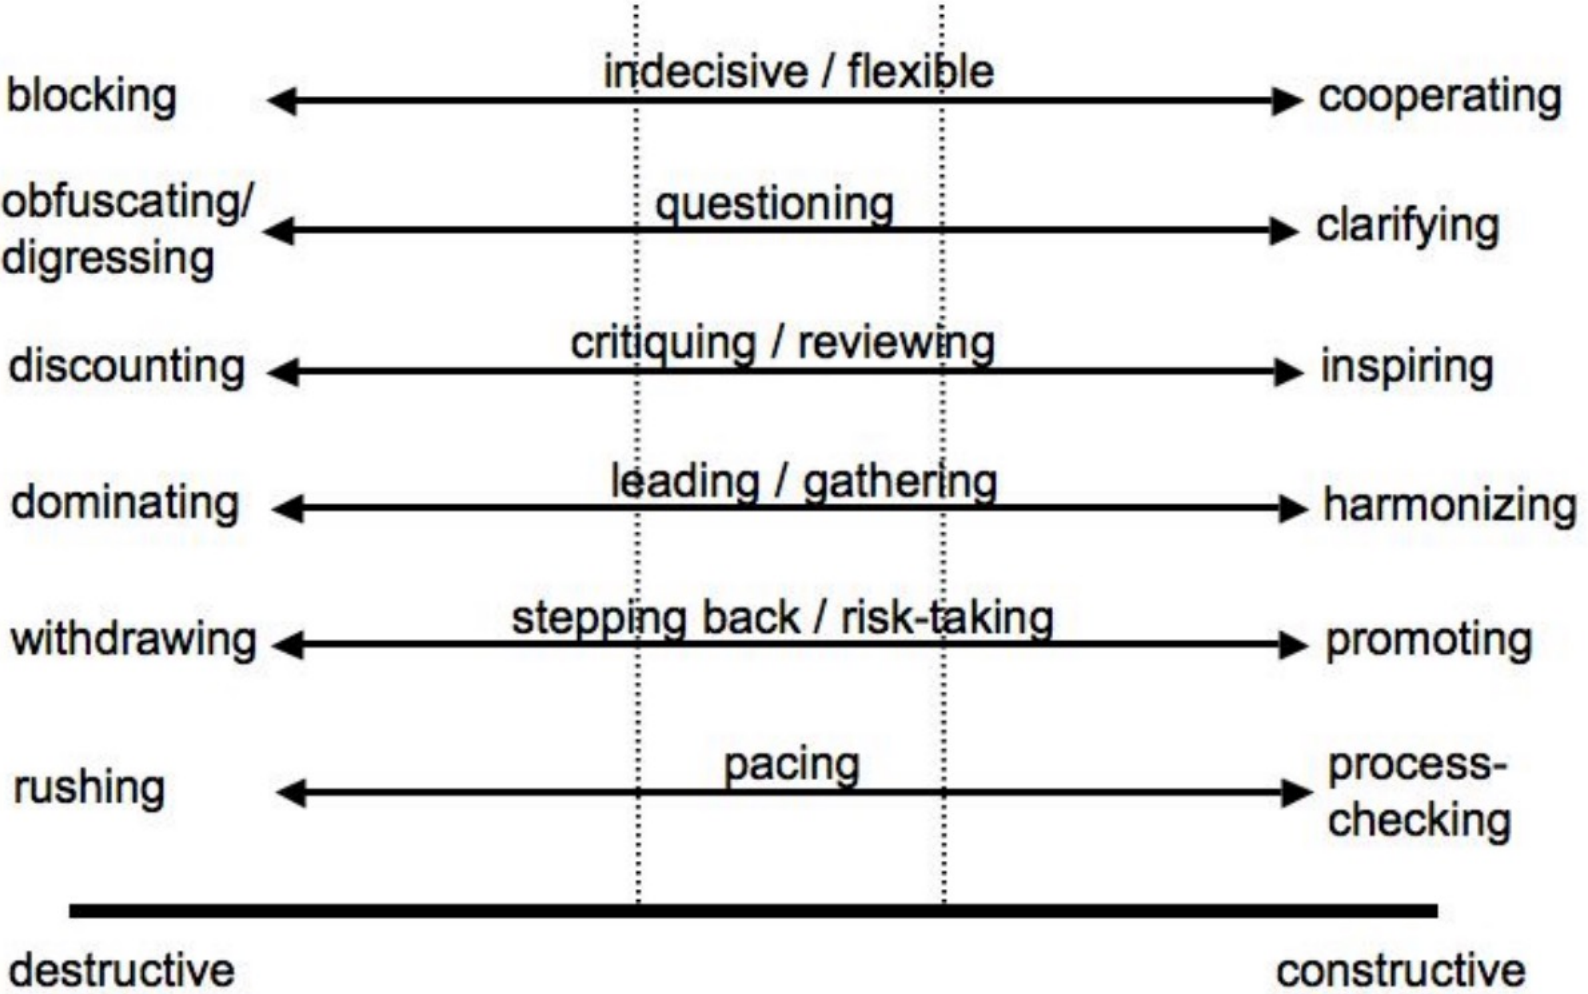 indecisive / flexible
blocking
cooperating
obfuscating/
digressing
questioning
clarifying
critiquing / reviewing
discounting
inspiring
leading / gathering
dominating
harmonizing
stepping back / risk-taking
withdrawing
promoting
pacing
rushing
process-
checking
destructive
constructive